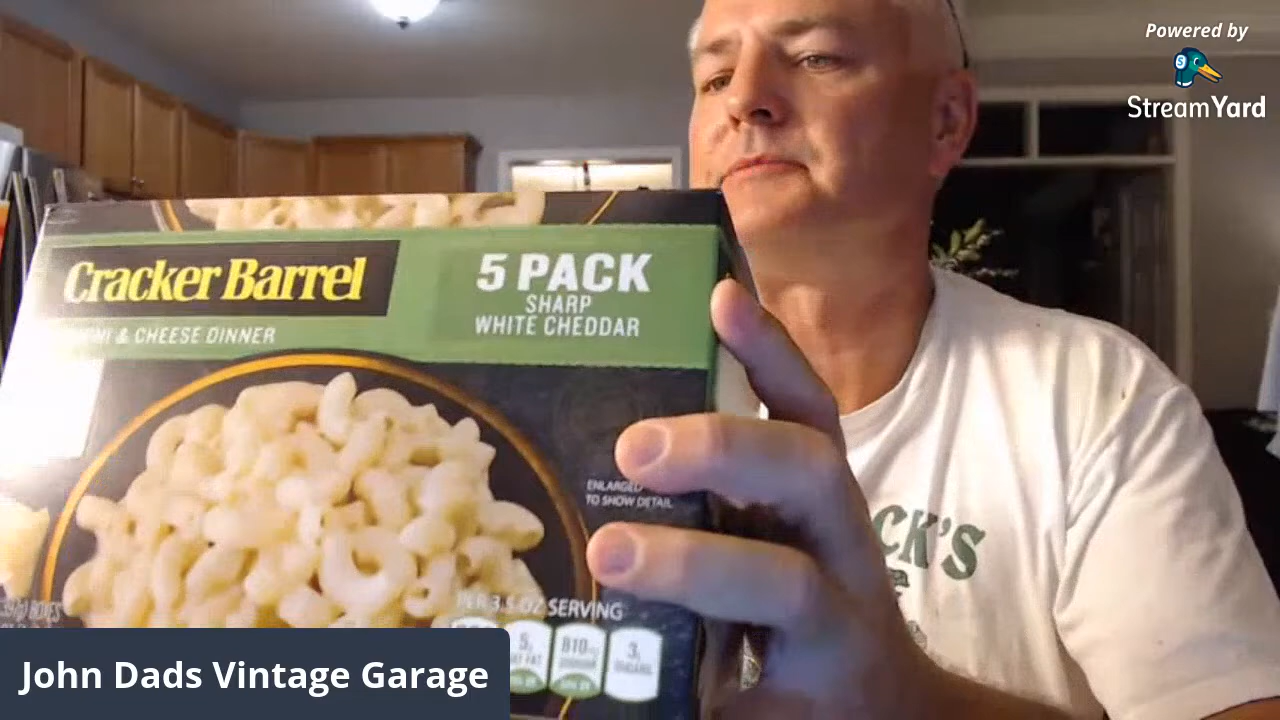 Powered by
StreamYard
Cracker Barrel
& CHEESE DINNER
5 PACK
SHARP
WHITE CHEDDAR
ENLARGED
TO SHOW DETAIL
CK'S
PER 3.5 OZ SERVING
810
John Dads Vintage Garage